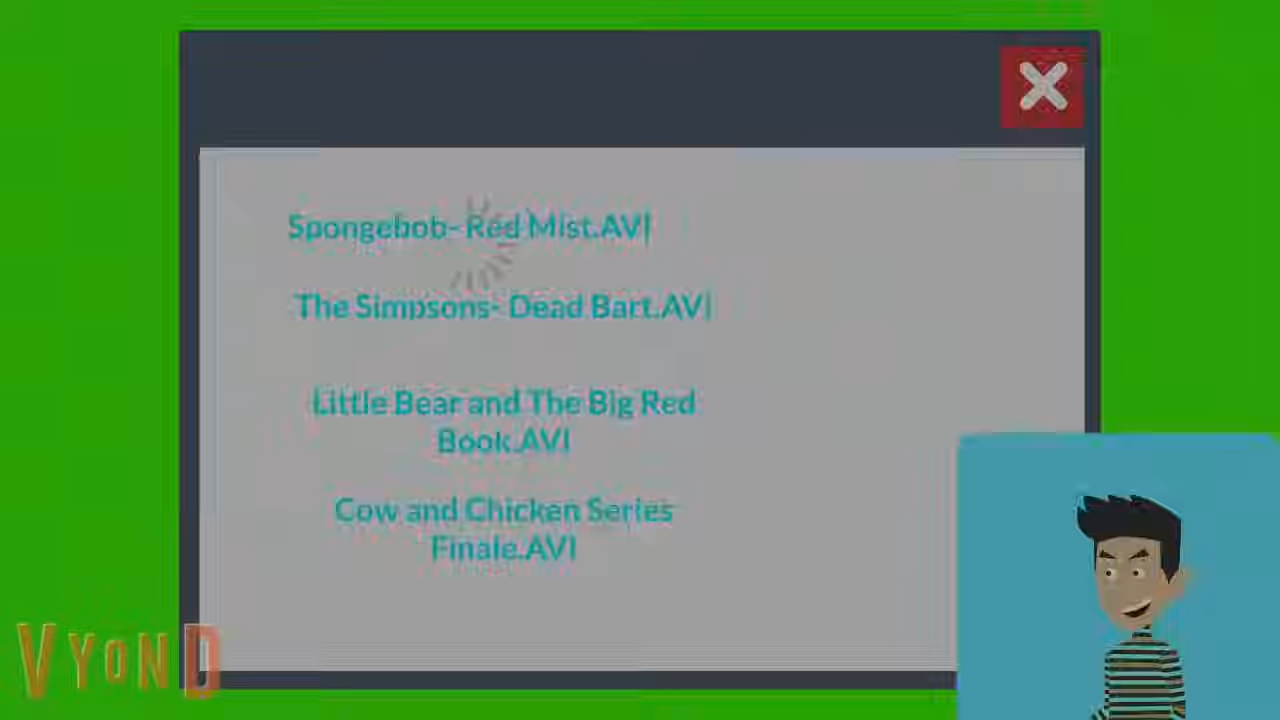 Spongebob- Red Mist.AVI
The Simpsons- Dead Bart.AVI
Little Bear and The Big Red
Book.AVI
Cow and Chicken Series
Finale.AVI
VYOND